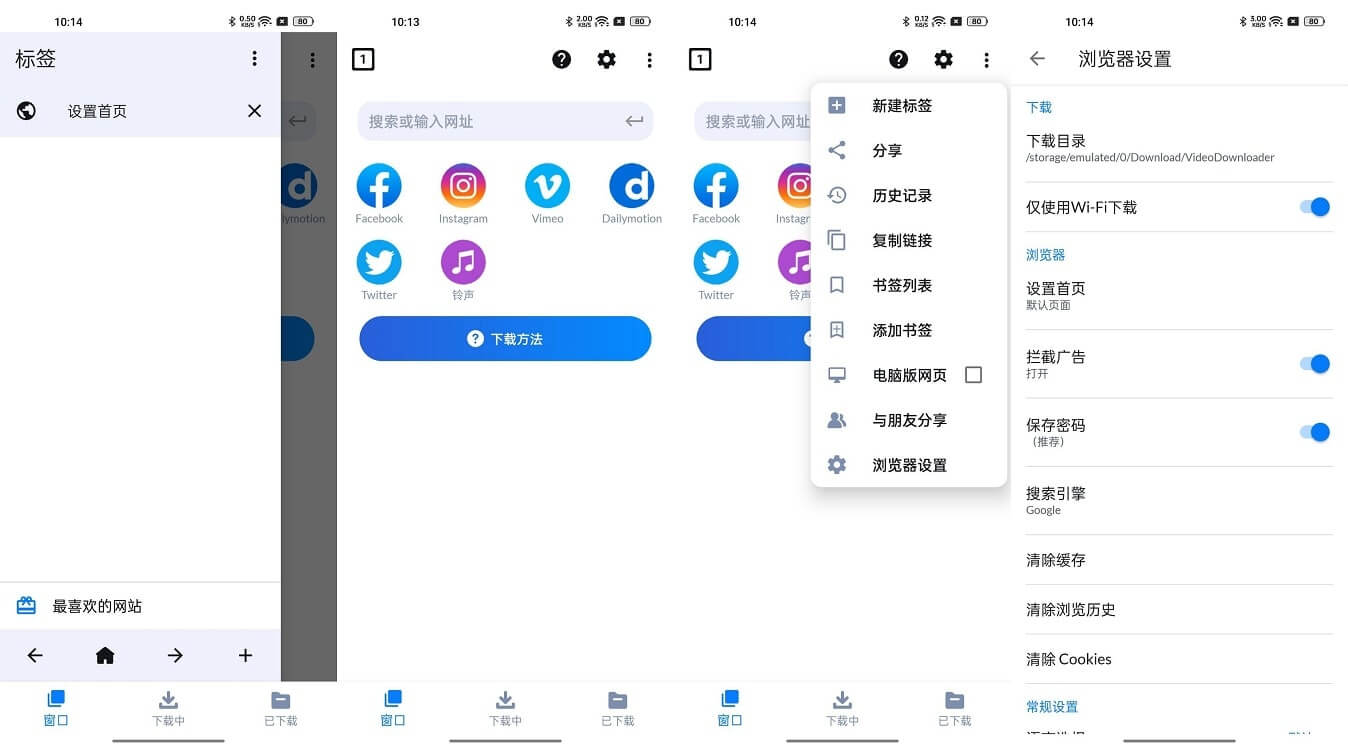 10:14
0.50
KB/S
80
标签
设置首页
lymotion
最喜欢的网站
窗口
下载中
已下载
10:13
2.00
KB/S
80
1
搜索或输入网址
Facebook
Instagram
Vimeo
Dailymotion
Twitter
铃声
下载方法
窗口
下载中
已下载
10:14
0.12
KB/S
80
1
搜索或输入网址
Facebook
Instagr
Twitter
铃声
新建标签
分享
历史记录
复制链接
书签列表
添加书签
电脑版网页
与朋友分享
浏览器设置
窗口
下载中
已下载
10:14
3.00
KB/S
80
浏览器设置
下载
下载目录
/storage/emulated/0/Download/VideoDownloader
仅使用Wi-Fi下载
浏览器
设置首页
默认页面
拦截广告
打开
保存密码
（推荐）
搜索引擎
Google
清除缓存
清除浏览历史
清除 Cookies
常规设置